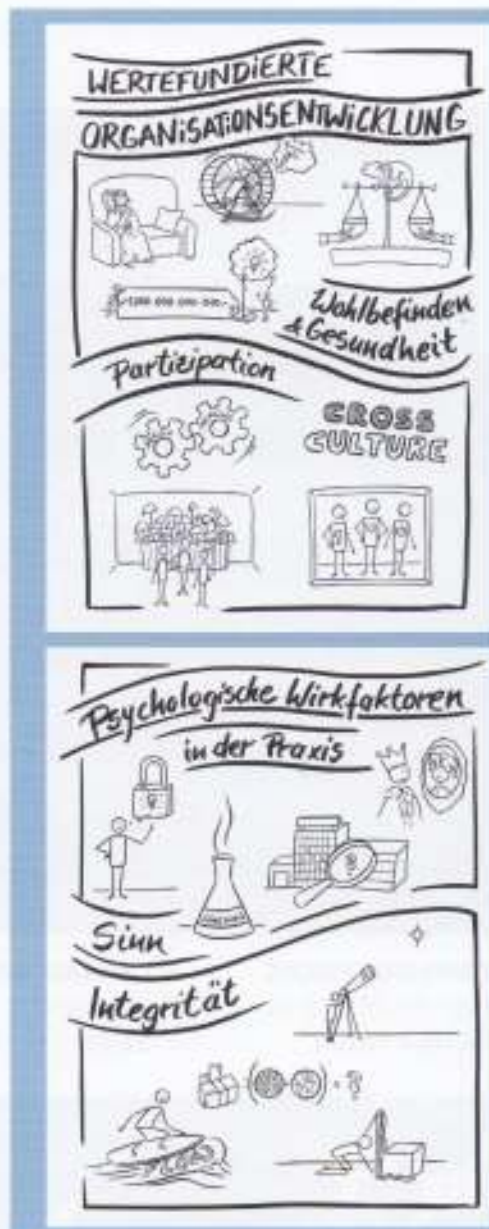 WERTEFUNDIERTE
ORGANISATIONSENTWICKLUNG
Wohlbefinden
& Gesundheit
Partizipation
CROSS
CULTURE
Psychologische Wirkfaktoren
in der Praxis
Sinn
Integrität